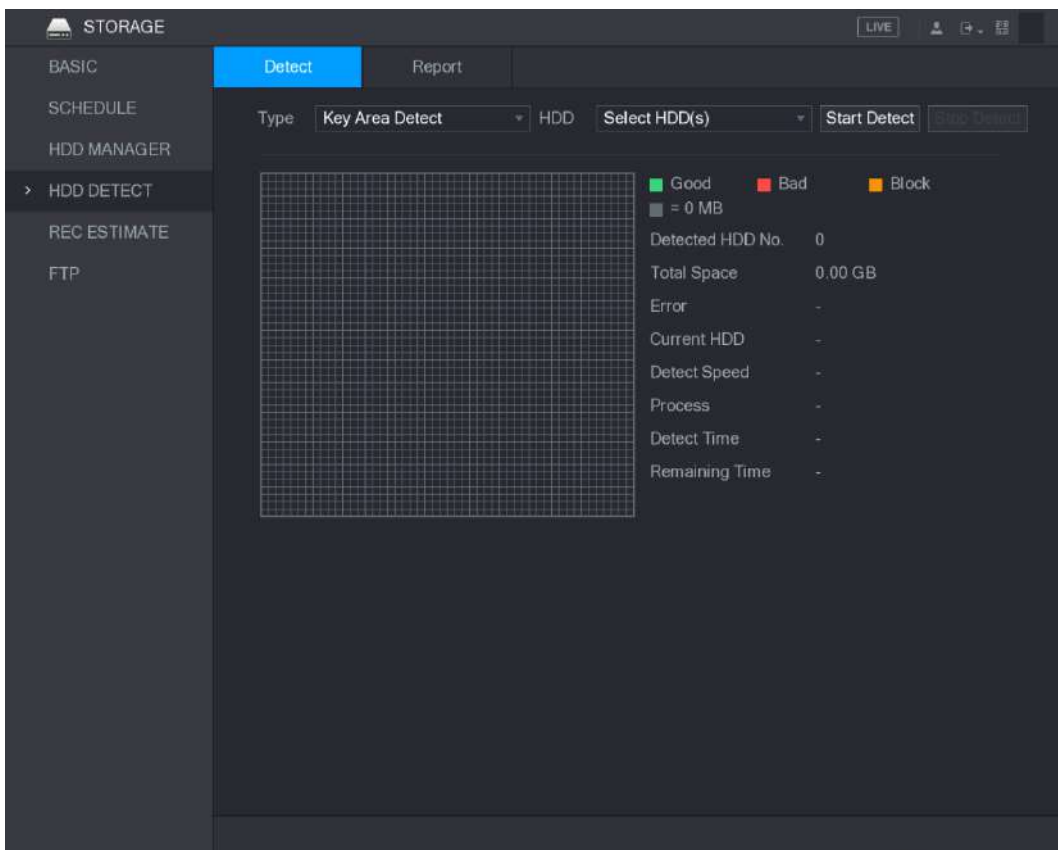 STORAGE LIVE
BASIC
SCHEDULE
HDD MANAGER
HDD DETECT
REC ESTIMATE
FTP
Detect Report
Type Key Area Detect HDD Select HDD(s) Start Detect Stop Detect
Good Bad Block
= 0 MB
Detected HDD No. 0
Total Space 0.00 GB
Error -
Current HDD -
Detect Speed -
Process -
Detect Time -
Remaining Time -